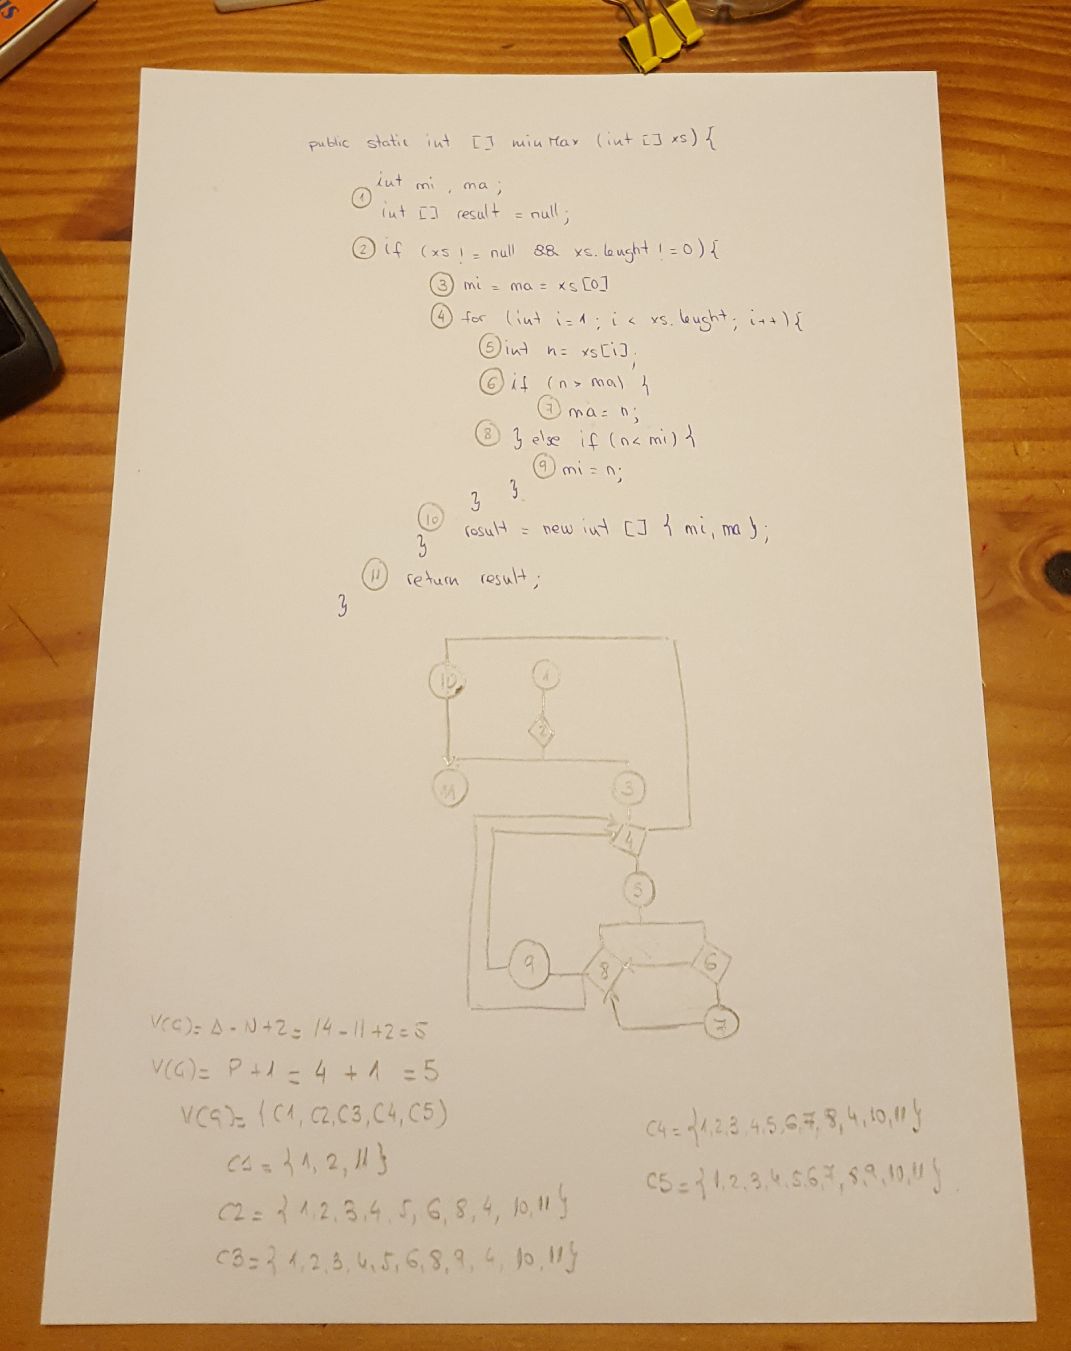 public static int [] minMax (int [] xs) {
① int mi, ma;
int [] result = null;
② if (xs != null && xs.lenght != 0) {
③ mi = ma = xs[0]
④ for (int i=1; i < xs.lenght; i++) {
⑤ int n = xs[i];
⑥ if (n > ma) {
⑦ ma = n;
⑧ } else if (n < mi) {
⑨ mi = n;
} }
⑩ result = new int [] { mi, ma };
}
⑪ return result;
}
10 1
2
11 3
4
5
9 8 6
7
V(G) = A - N + 2 = 14 - 11 + 2 = 5
V(G) = P + 1 = 4 + 1 = 5
V(G) = {C1, C2, C3, C4, C5)
C1 = {1, 2, 11}
C2 = {1,2,3,4,5,6,8,4,10,11}
C3 = {1,2,3,4,5,6,8,9,4,10,11}
C4 = {1,2,3,4,5,6,7,8,4,10,11}
C5 = {1,2,3,4,5,6,7,8,9,10,11}.